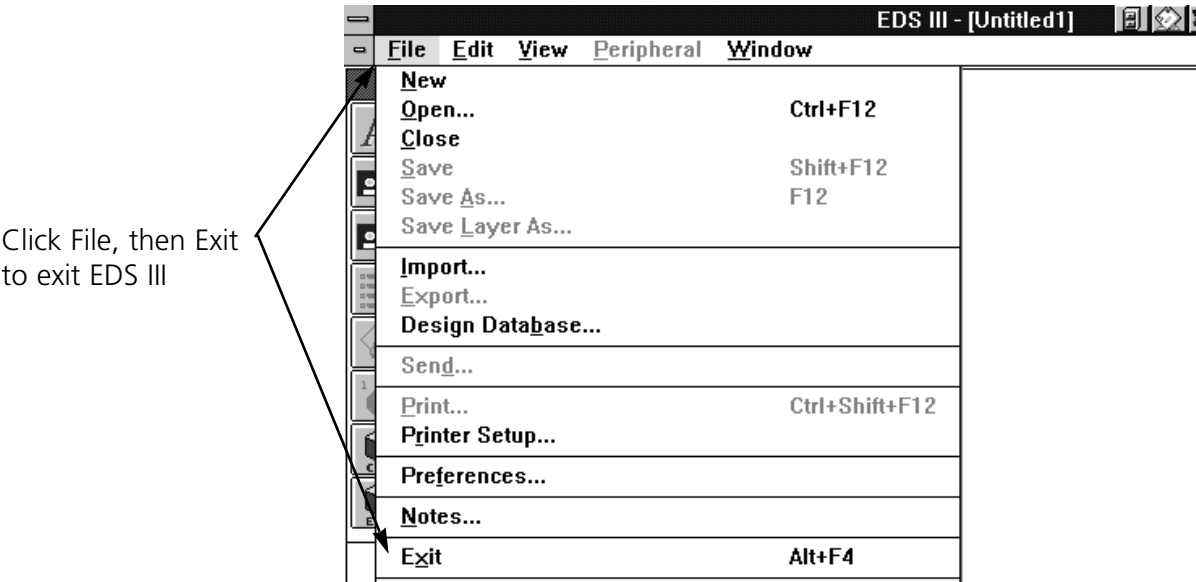 EDS III - [Untitled1]
File Edit View Peripheral Window
New
Open... Ctrl+F12
Close
Save Shift+F12
Save As... F12
Save Layer As...
Click File, then Exit
to exit EDS III
Import...
Export...
Design Database...
Send...
Print... Ctrl+Shift+F12
Printer Setup...
Preferences...
Notes...
Exit Alt+F4